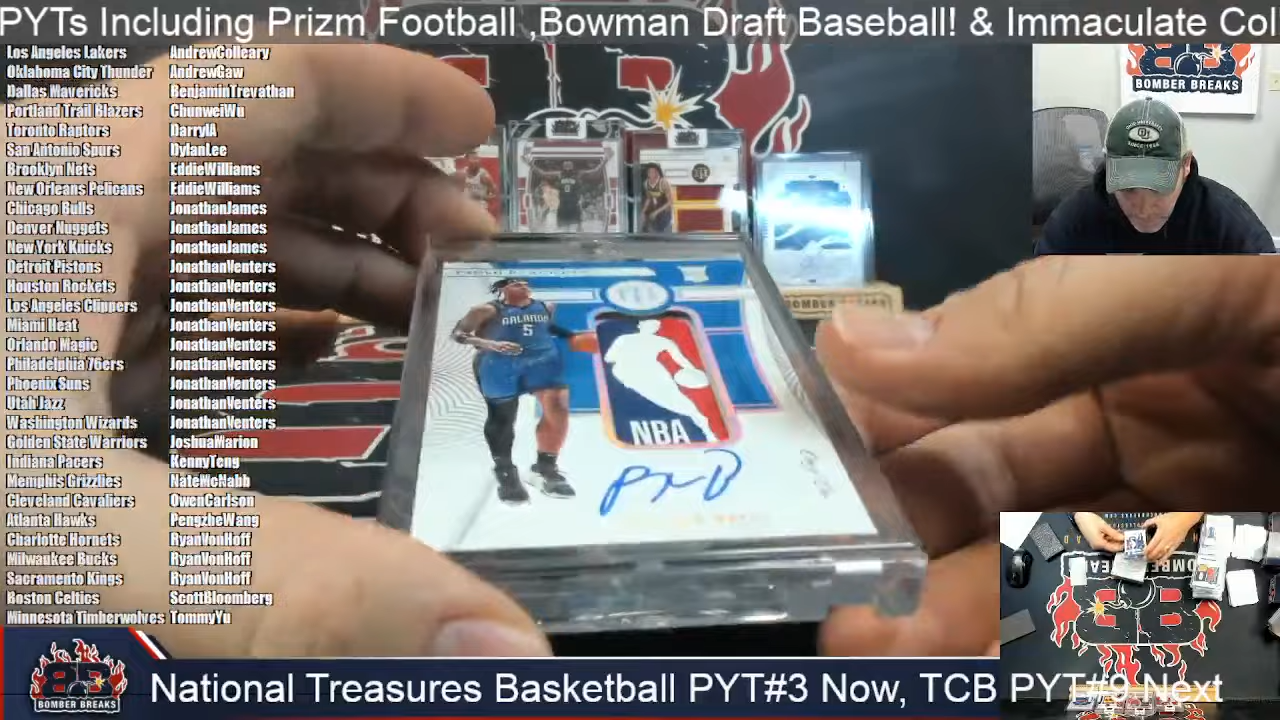 PYTs Including Prizm Football ,Bowman Draft Baseball! & Immaculate Col
Los Angeles Lakers AndrewColleary
Oklahoma City Thunder AndrewGaw
Dallas Mavericks BenjaminTrevathan
Portland Trail Blazers ChunweiWu
Toronto Raptors DarrylA
San Antonio Spurs DylanLee
Brooklyn Nets EddieWilliams
New Orleans Pelicans EddieWilliams
Chicago Bulls JonathanJames
Denver Nuggets JonathanJames
New York Knicks JonathanJames
Detroit Pistons JonathanVenters
Houston Rockets JonathanVenters
Los Angeles Clippers JonathanVenters
Miami Heat JonathanVenters
Orlando Magic JonathanVenters
Philadelphia 76ers JonathanVenters
Phoenix Suns JonathanVenters
Utah Jazz JonathanVenters
Washington Wizards JonathanVenters
Golden State Warriors JoshuaMarion
Indiana Pacers KennyTeng
Memphis Grizzlies NateMcNabb
Cleveland Cavaliers OwenCarlson
Atlanta Hawks PengzheWang
Charlotte Hornets RyanVonHoff
Milwaukee Bucks RyanVonHoff
Sacramento Kings RyanVonHoff
Boston Celtics ScottBloomberg
Minnesota Timberwolves TommyYu
BOMBER BREAKS
OU
ORLANDO
5
NBA
BOMBER BREAKS
BOMBER BREAKS
National Treasures Basketball PYT#3 Now, TCB PYT#9 Next